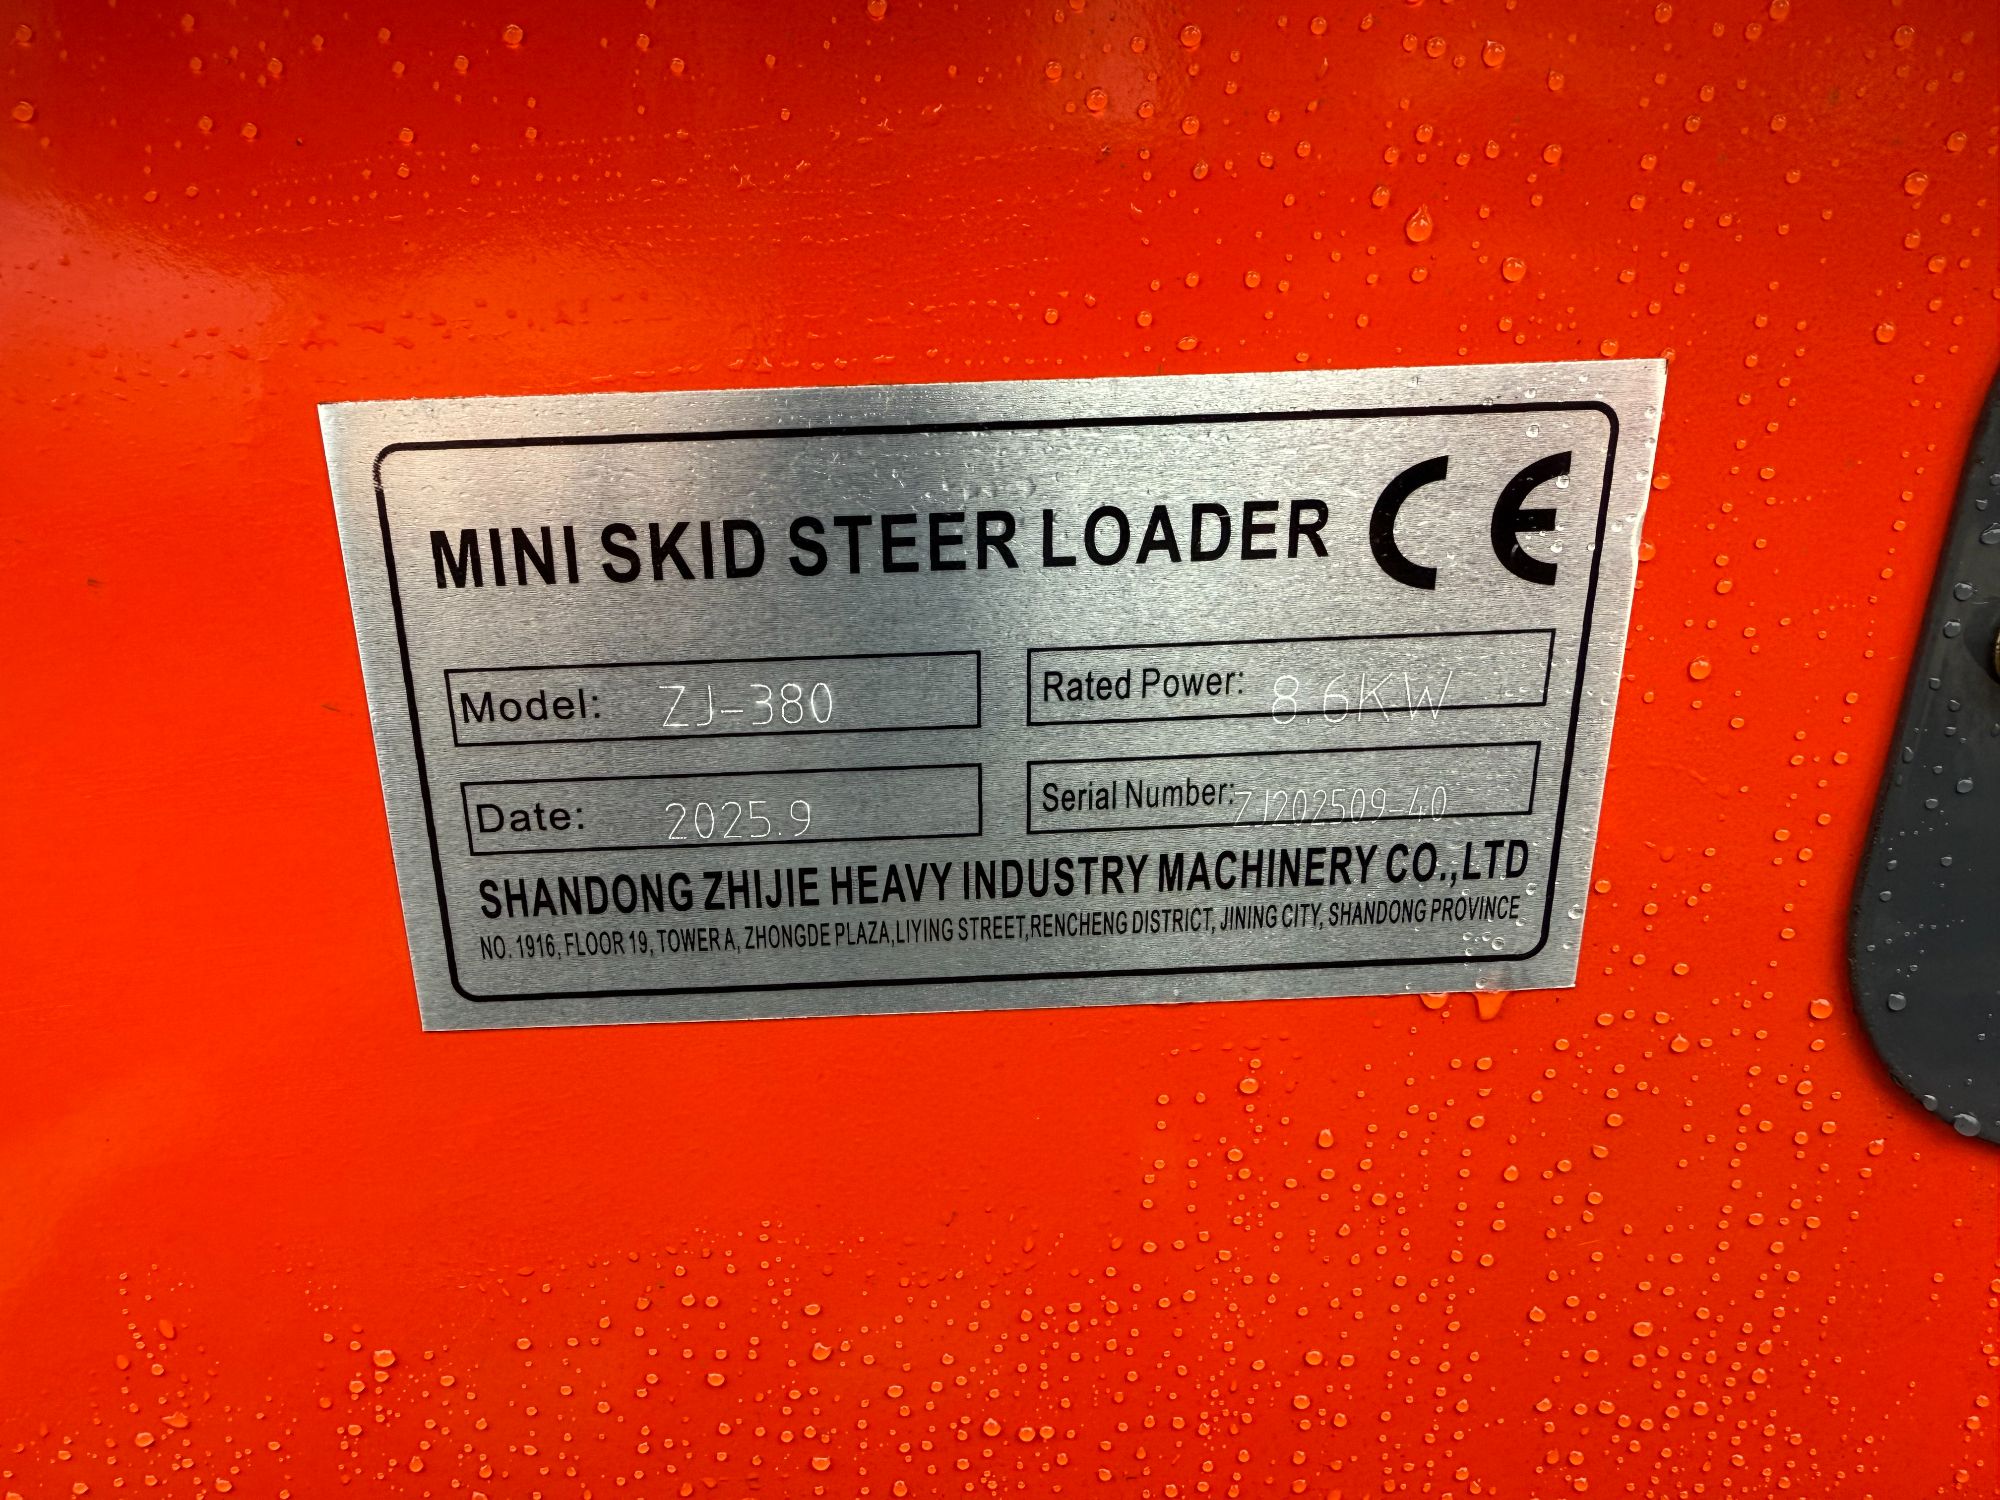 MINI SKID STEER LOADER CE
Model: ZJ-380
Rated Power: 8.6KW
Date: 2025.9
Serial Number: ZJ202509-40
SHANDONG ZHIJIE HEAVY INDUSTRY MACHINERY CO.,LTD
NO. 1916, FLOOR 19, TOWER A, ZHONGDE PLAZA,LIYING STREET,RENCHENG DISTRICT, JINING CITY, SHANDONG PROVINCE